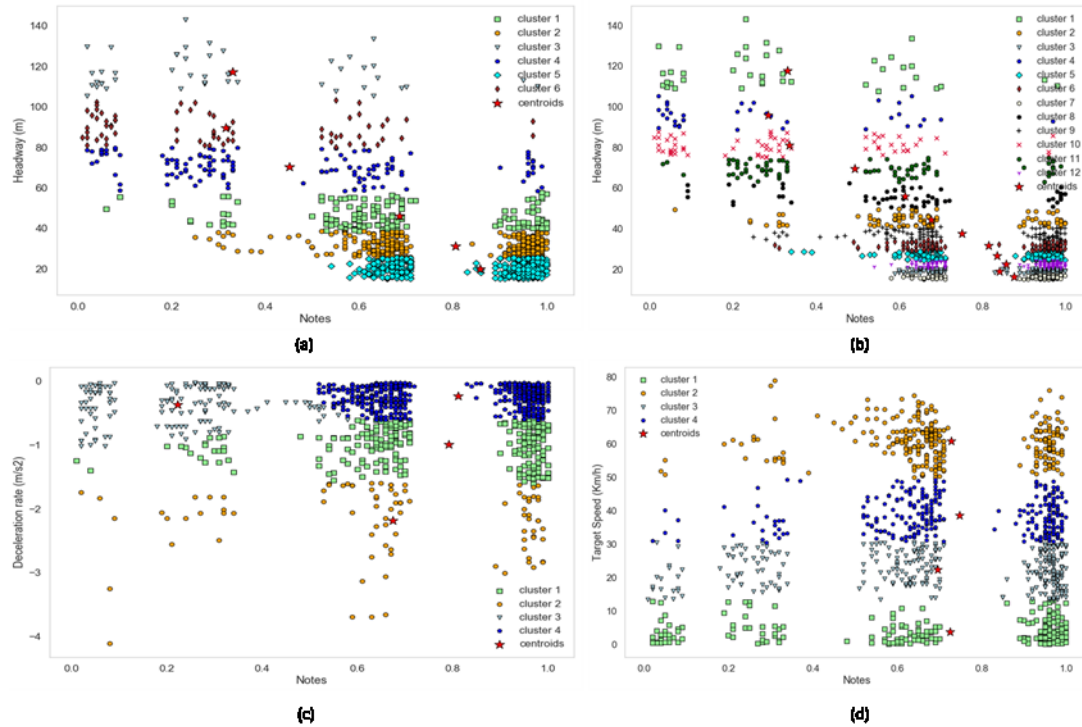 140
120
100
80
60
40
20
Headway (m)
0.0 0.2 0.4 0.6 0.8 1.0
Notes
cluster 1
cluster 2
cluster 3
cluster 4
cluster 5
cluster 6
centroids
(a)
140
120
100
80
60
40
20
Headway (m)
0.0 0.2 0.4 0.6 0.8 1.0
Notes
cluster 1
cluster 2
cluster 3
cluster 4
cluster 5
cluster 6
cluster 7
cluster 8
cluster 9
cluster 10
cluster 11
cluster 12
centroids
(b)
0
−1
−2
−3
−4
Deceleration rate (m/s2)
0.0 0.2 0.4 0.6 0.8 1.0
Notes
cluster 1
cluster 2
cluster 3
cluster 4
centroids
(c)
80
70
60
50
40
30
20
10
0
Target Speed (Km/h)
0.0 0.2 0.4 0.6 0.8 1.0
Notes
cluster 1
cluster 2
cluster 3
cluster 4
centroids
(d)